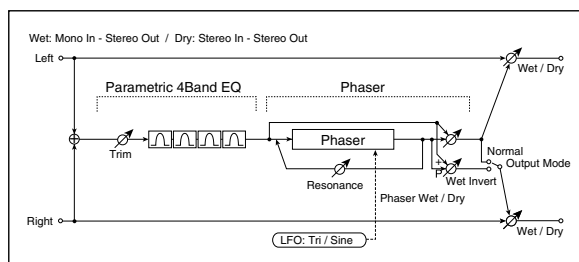 Wet: Mono In - Stereo Out / Dry: Stereo In - Stereo Out
Left
Wet / Dry
Parametric 4Band EQ
Phaser
Trim
Phaser
Resonance
+
P
Wet Invert
Normal
Output Mode
Phaser Wet / Dry
Right
Wet / Dry
LFO: Tri / Sine